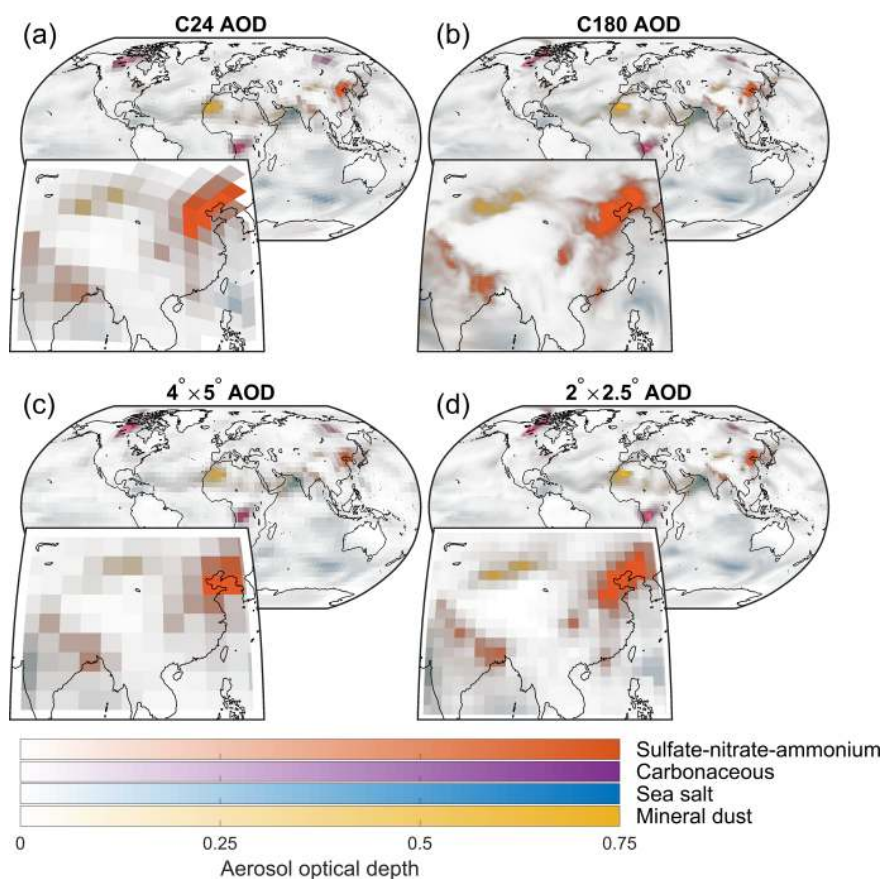 (a) C24 AOD
(b) C180 AOD
(c) 4°×5° AOD
(d) 2°×2.5° AOD
Sulfate-nitrate-ammonium
Carbonaceous
Sea salt
Mineral dust
0 0.25 0.5 0.75
Aerosol optical depth